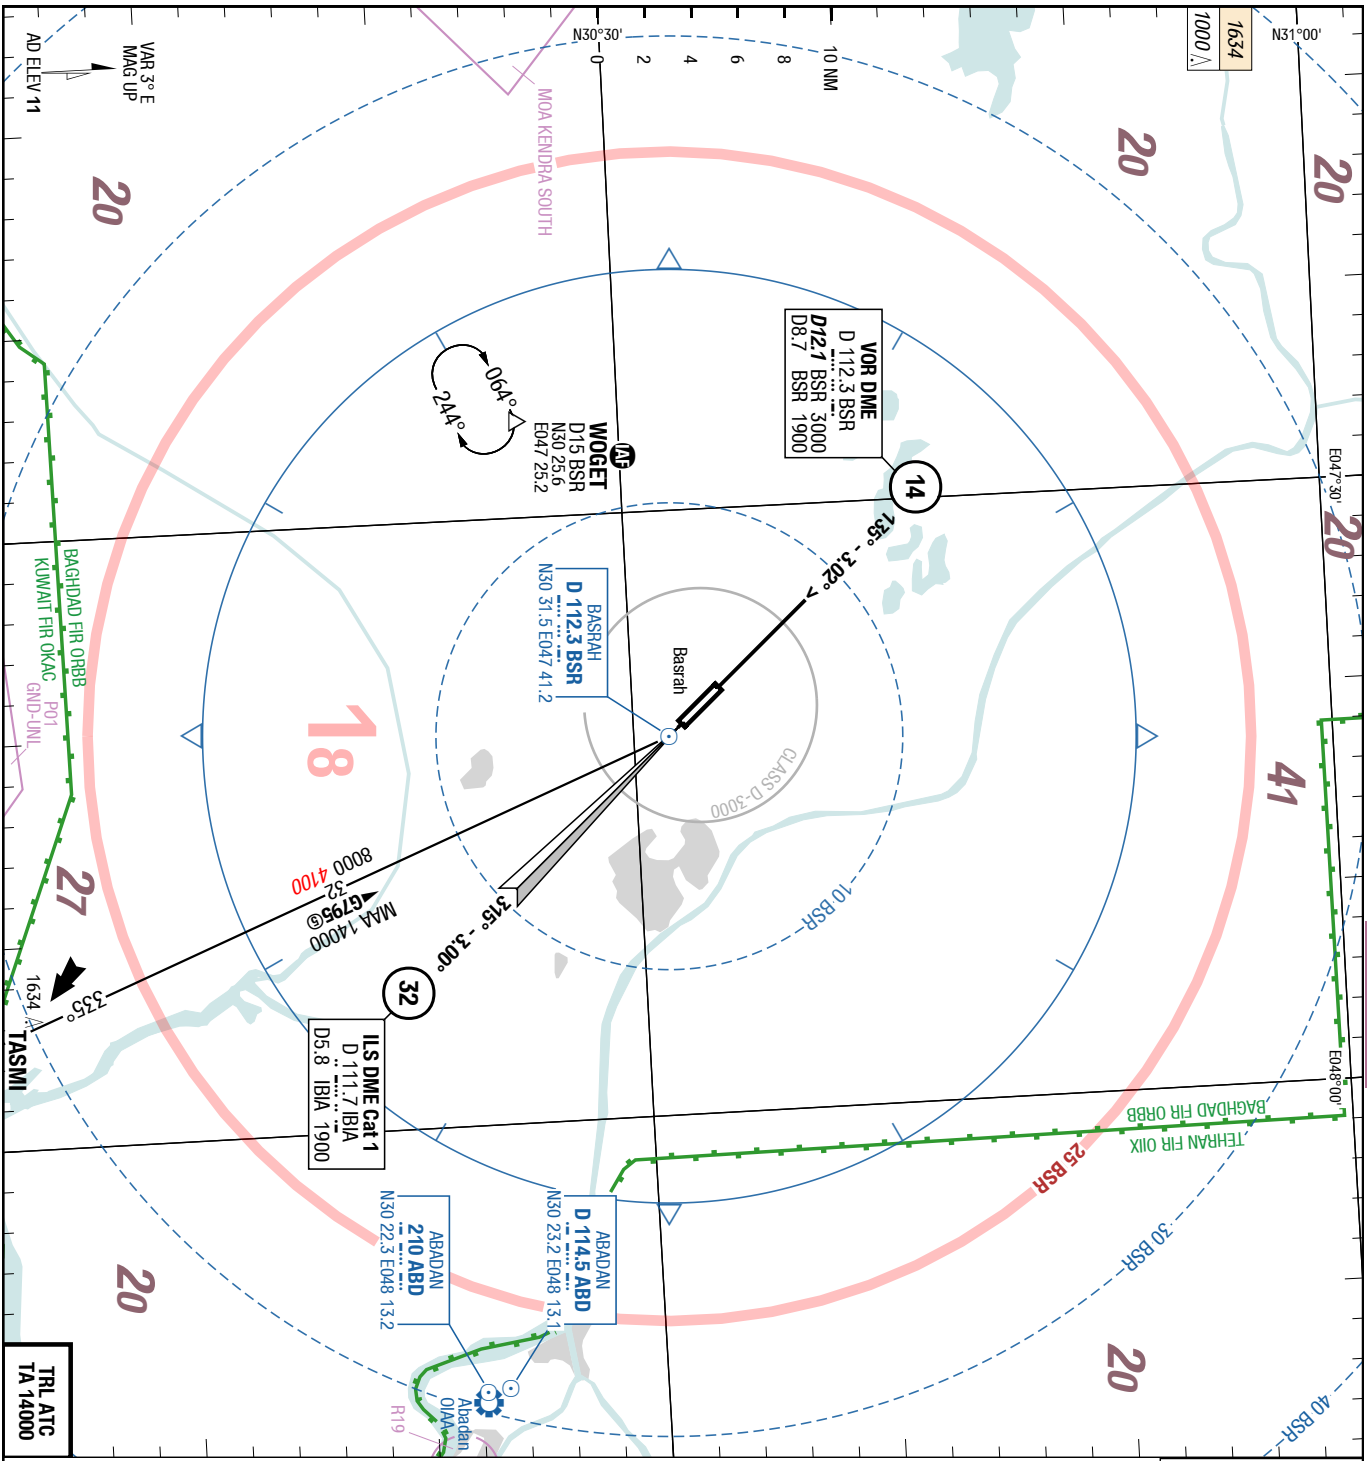 1634
1000
N31°00'
N30°30'
0
2
4
6
8
10 NM
VAR 3° E
MAG UP
AD ELEV 11
MOA KENDRA SOUTH
20
20
20
20
VOR DME
D 112.3 BSR
D12.1 BSR 3000
D8.7 BSR 1900
14
135° - 3.02° >
064°
244°
IAF
WOGET
D15 BSR
N30 25.6
E047 25.2
E047°30'
BASRAH
D 112.3 BSR
N30 31.5 E047 41.2
Basrah
CLASS D-3000
BAGHDAD FIR ORBB
KUWAIT FIR OKAC
P01
GND-UNL
18
41
27
10 BSR
8000 4100
32
G795⑤
MAA 14000
335°
1634
TASMI
315° - 3.00°
32
ILS DME Cat 1
D 111.7 IBIA
D5.8 IBIA 1900
E048°00'
BAGHDAD FIR ORBB
TEHRAN FIR OIIX
25 BSR
30 BSR
40 BSR
ABADAN
D 114.5 ABD
N30 23.2 E048 13.1
ABADAN
210 ABD
N30 22.3 E048 13.2
Abadan
OIAA
R19
20
20
TRL ATC
TA 14000